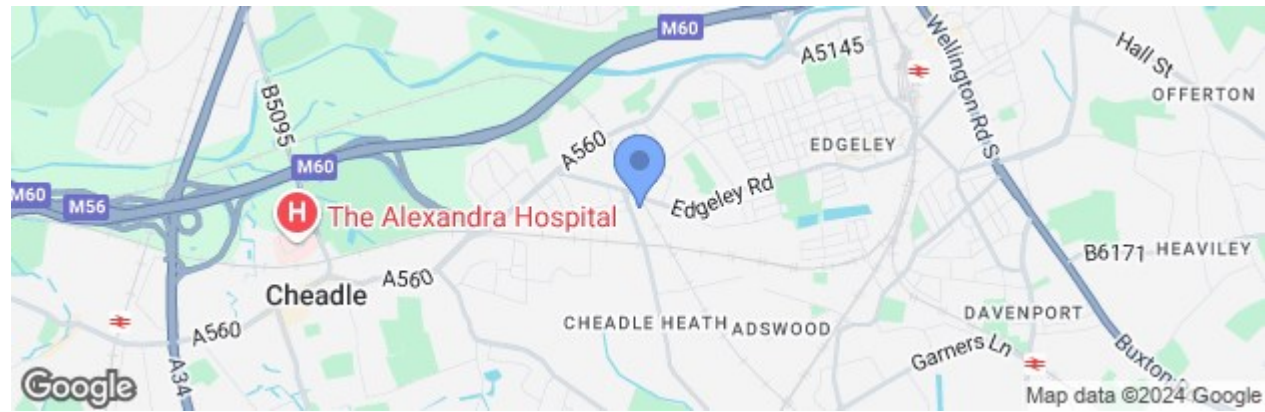 M60
A5145
Wellington Rd S
Hall St
OFFERTON
B5095
A560
EDGELEY
M60
M60
M56
H
The Alexandra Hospital
Edgeley Rd
B6171
HEAVILEY
Cheadle
A560
A560
CHEADLE HEATH
ADSWOOD
DAVENPORT
Garners Ln
A34
Buxton
Google
Map data ©2024 Google